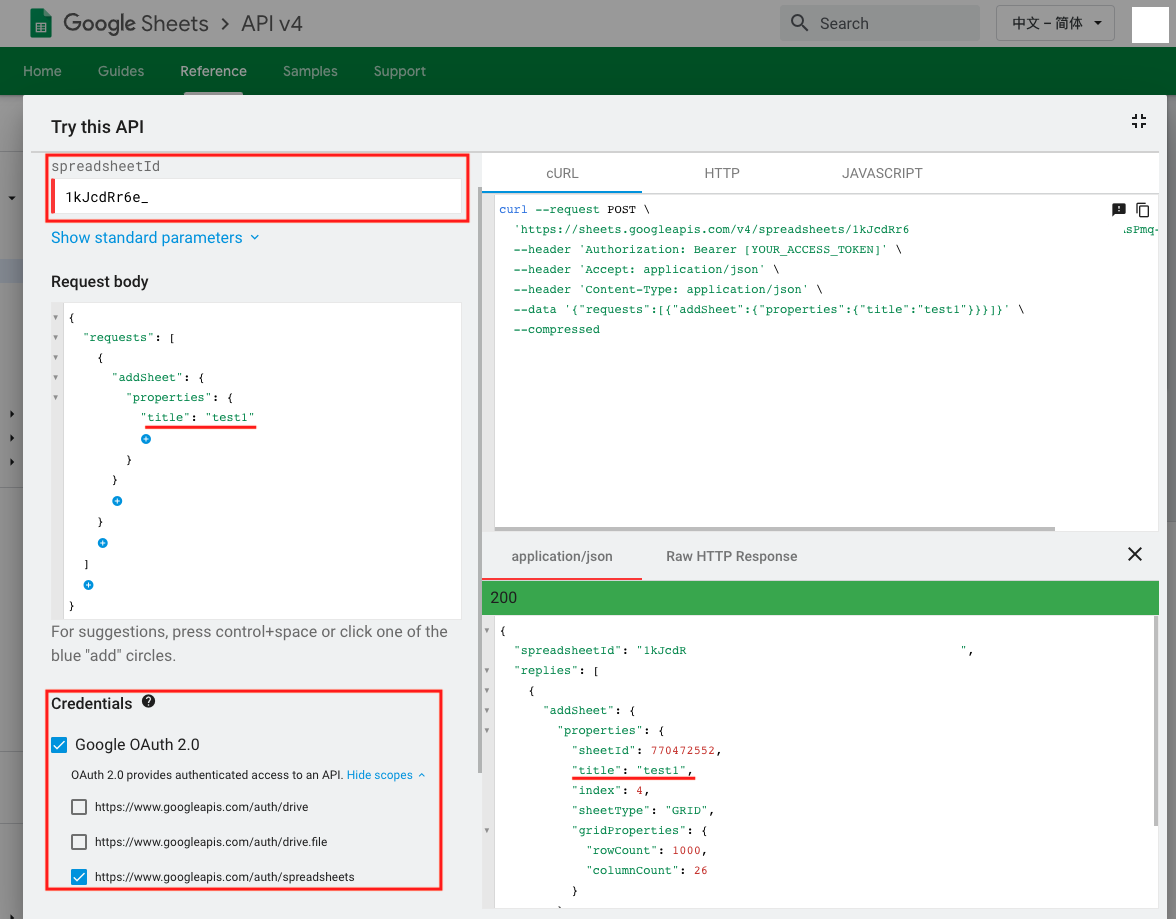 Google Sheets > API v4
Search
中文 – 简体
Home
Guides
Reference
Samples
Support
Try this API
spreadsheetId
1kJcdRr6e_
Show standard parameters
Request body
{
"requests": [
{
"addSheet": {
"properties": {
"title": "test1"
}
}
}
]
}
For suggestions, press control+space or click one of the
blue "add" circles.
Credentials
Google OAuth 2.0
OAuth 2.0 provides authenticated access to an API. Hide scopes
https://www.googleapis.com/auth/drive
https://www.googleapis.com/auth/drive.file
https://www.googleapis.com/auth/spreadsheets
cURL
HTTP
JAVASCRIPT
curl --request POST \
'https://sheets.googleapis.com/v4/spreadsheets/1kJcdRr6 sPmq-
--header 'Authorization: Bearer [YOUR_ACCESS_TOKEN]' \
--header 'Accept: application/json' \
--header 'Content-Type: application/json' \
--data '{"requests":[{"addSheet":{"properties":{"title":"test1"}}}]}' \
--compressed
application/json
Raw HTTP Response
200
{
"spreadsheetId": "1kJcdR ",
"replies": [
{
"addSheet": {
"properties": {
"sheetId": 770472552,
"title": "test1",
"index": 4,
"sheetType": "GRID",
"gridProperties": {
"rowCount": 1000,
"columnCount": 26
}